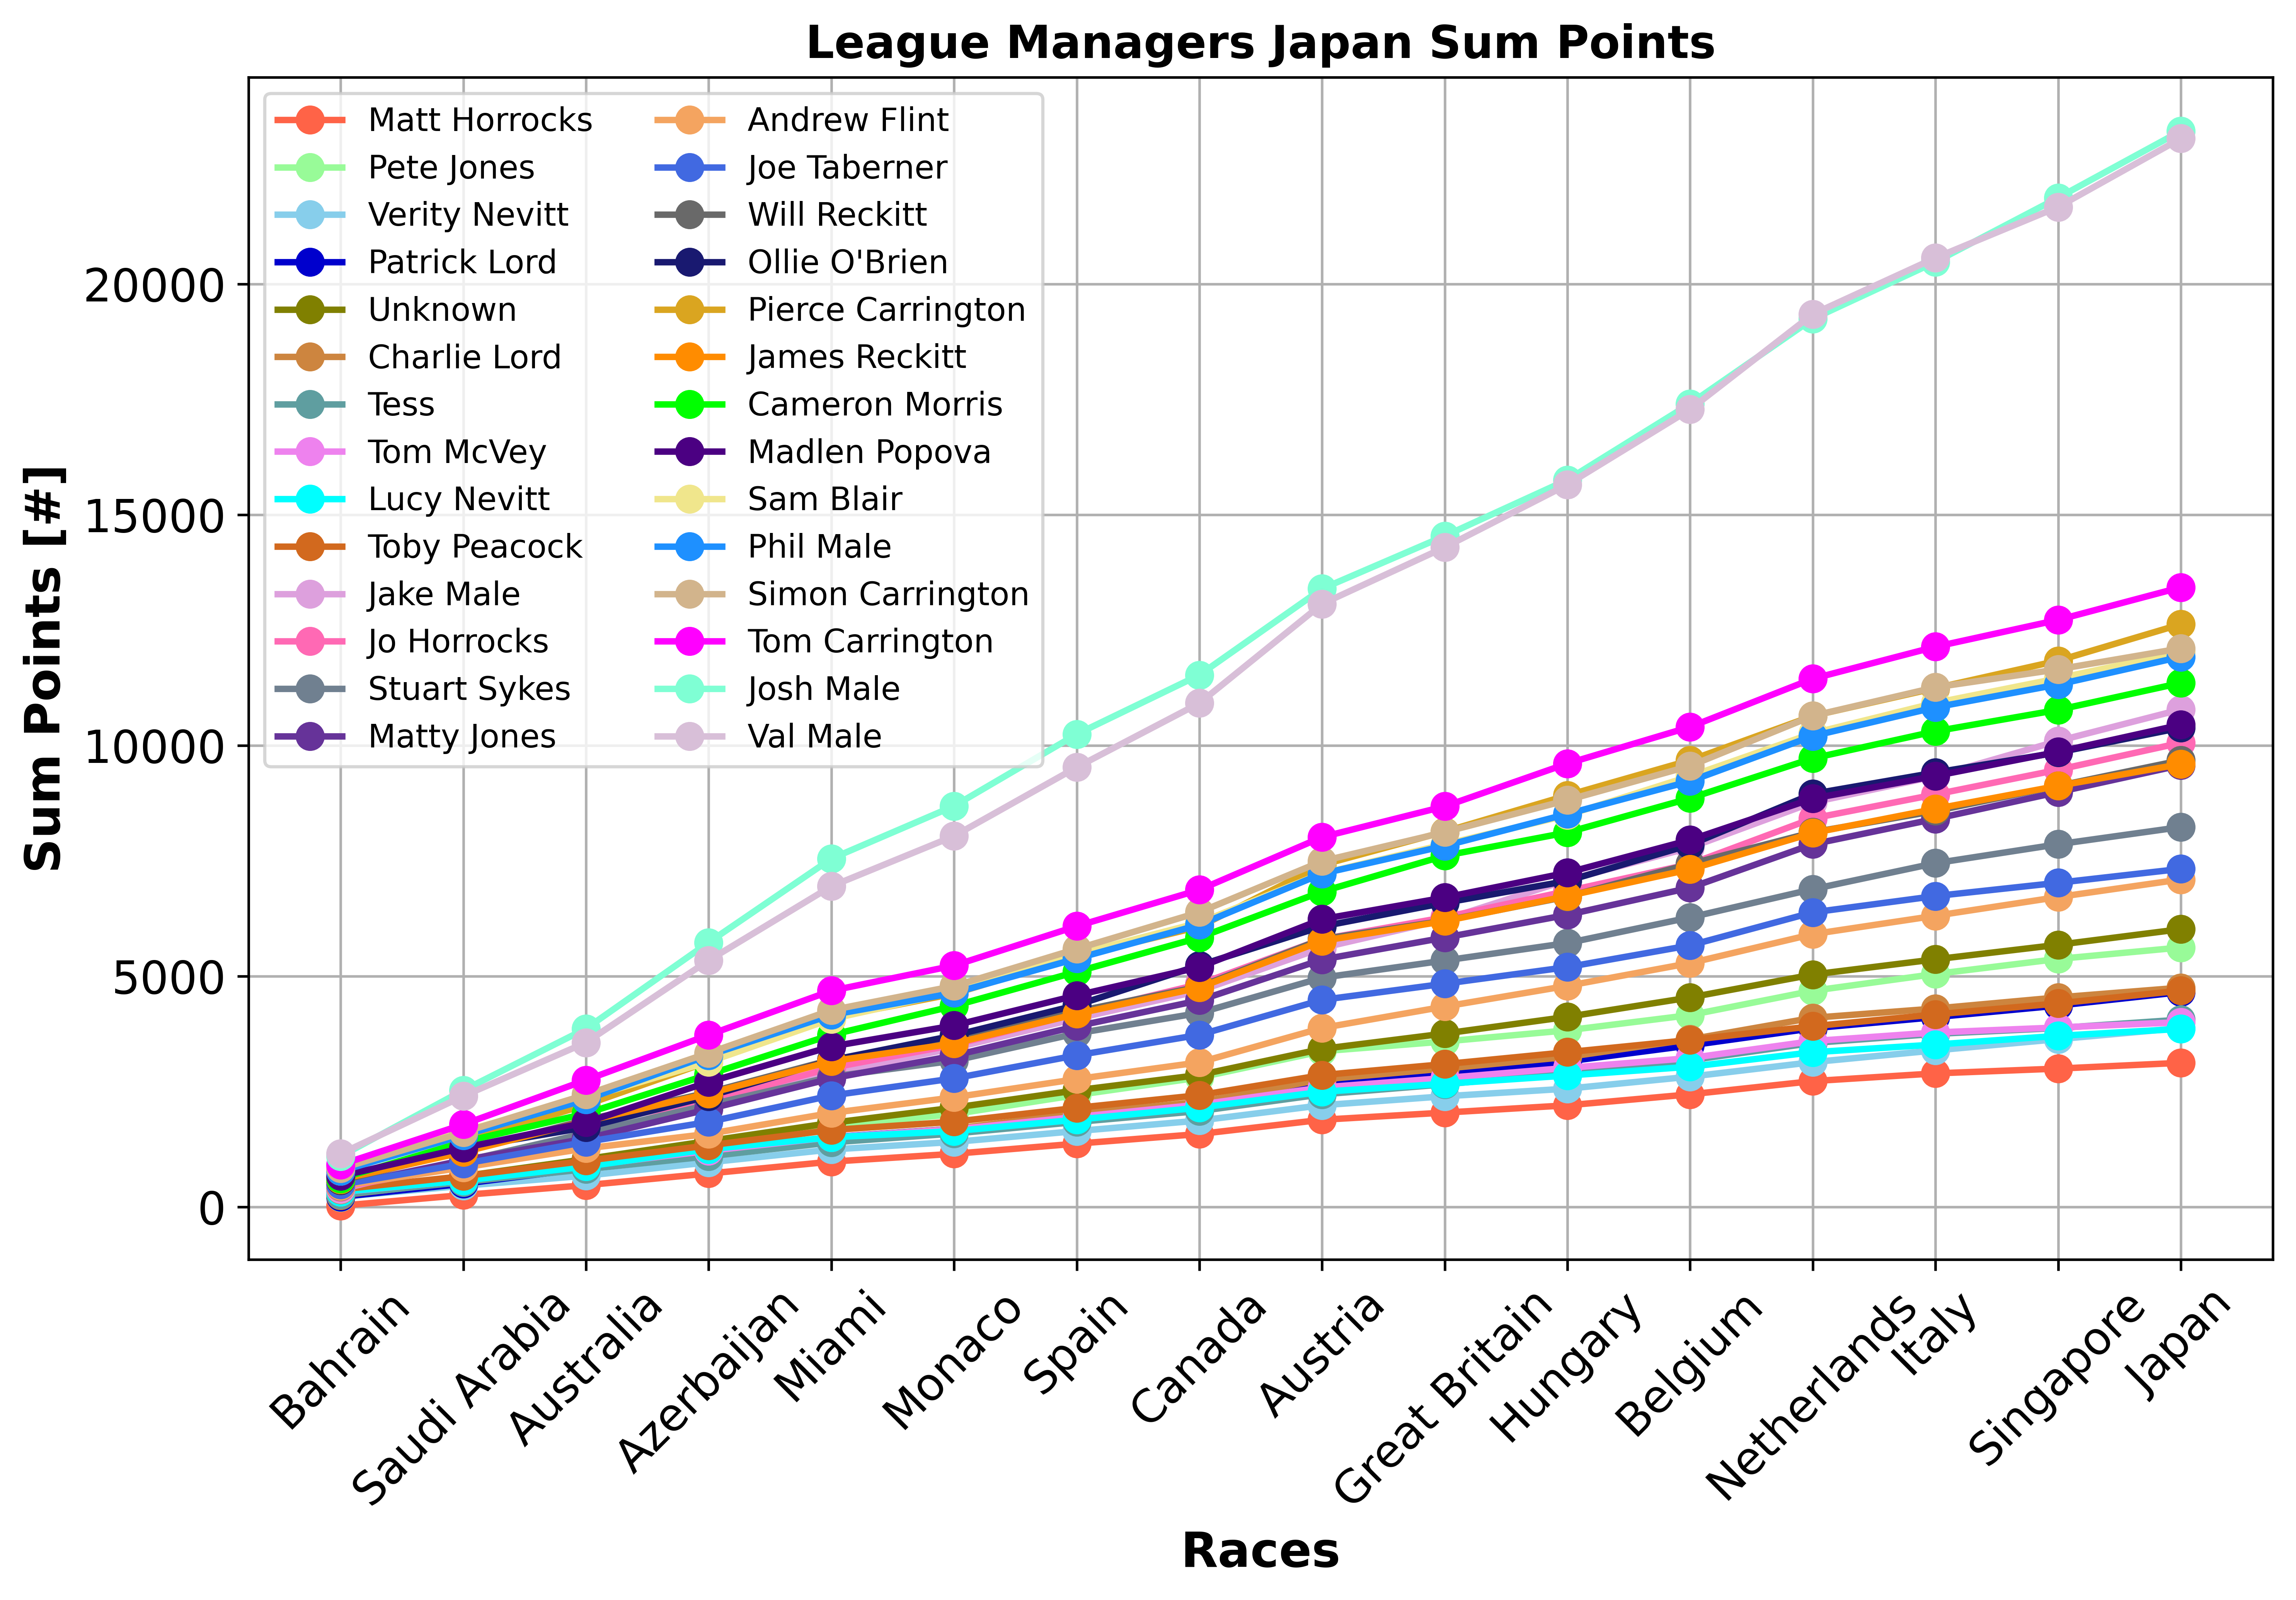 League Managers Japan Sum Points
Matt Horrocks
Pete Jones
Verity Nevitt
Patrick Lord
Unknown
Charlie Lord
Tess
Tom McVey
Lucy Nevitt
Toby Peacock
Jake Male
Jo Horrocks
Stuart Sykes
Matty Jones
Andrew Flint
Joe Taberner
Will Reckitt
Ollie O'Brien
Pierce Carrington
James Reckitt
Cameron Morris
Madlen Popova
Sam Blair
Phil Male
Simon Carrington
Tom Carrington
Josh Male
Val Male
Sum Points [#]
20000
15000
10000
5000
0
Bahrain
Saudi Arabia
Australia
Azerbaijan
Miami
Monaco
Spain
Canada
Austria
Great Britain
Hungary
Belgium
Netherlands
Italy
Singapore
Japan
Races